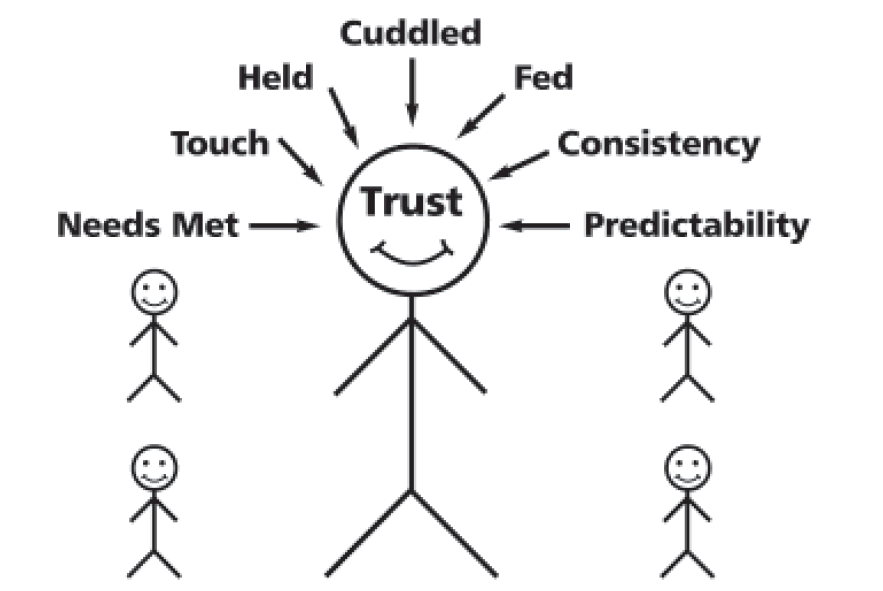 Cuddled
Held
Fed
Touch
Consistency
Trust
Needs Met
Predictability